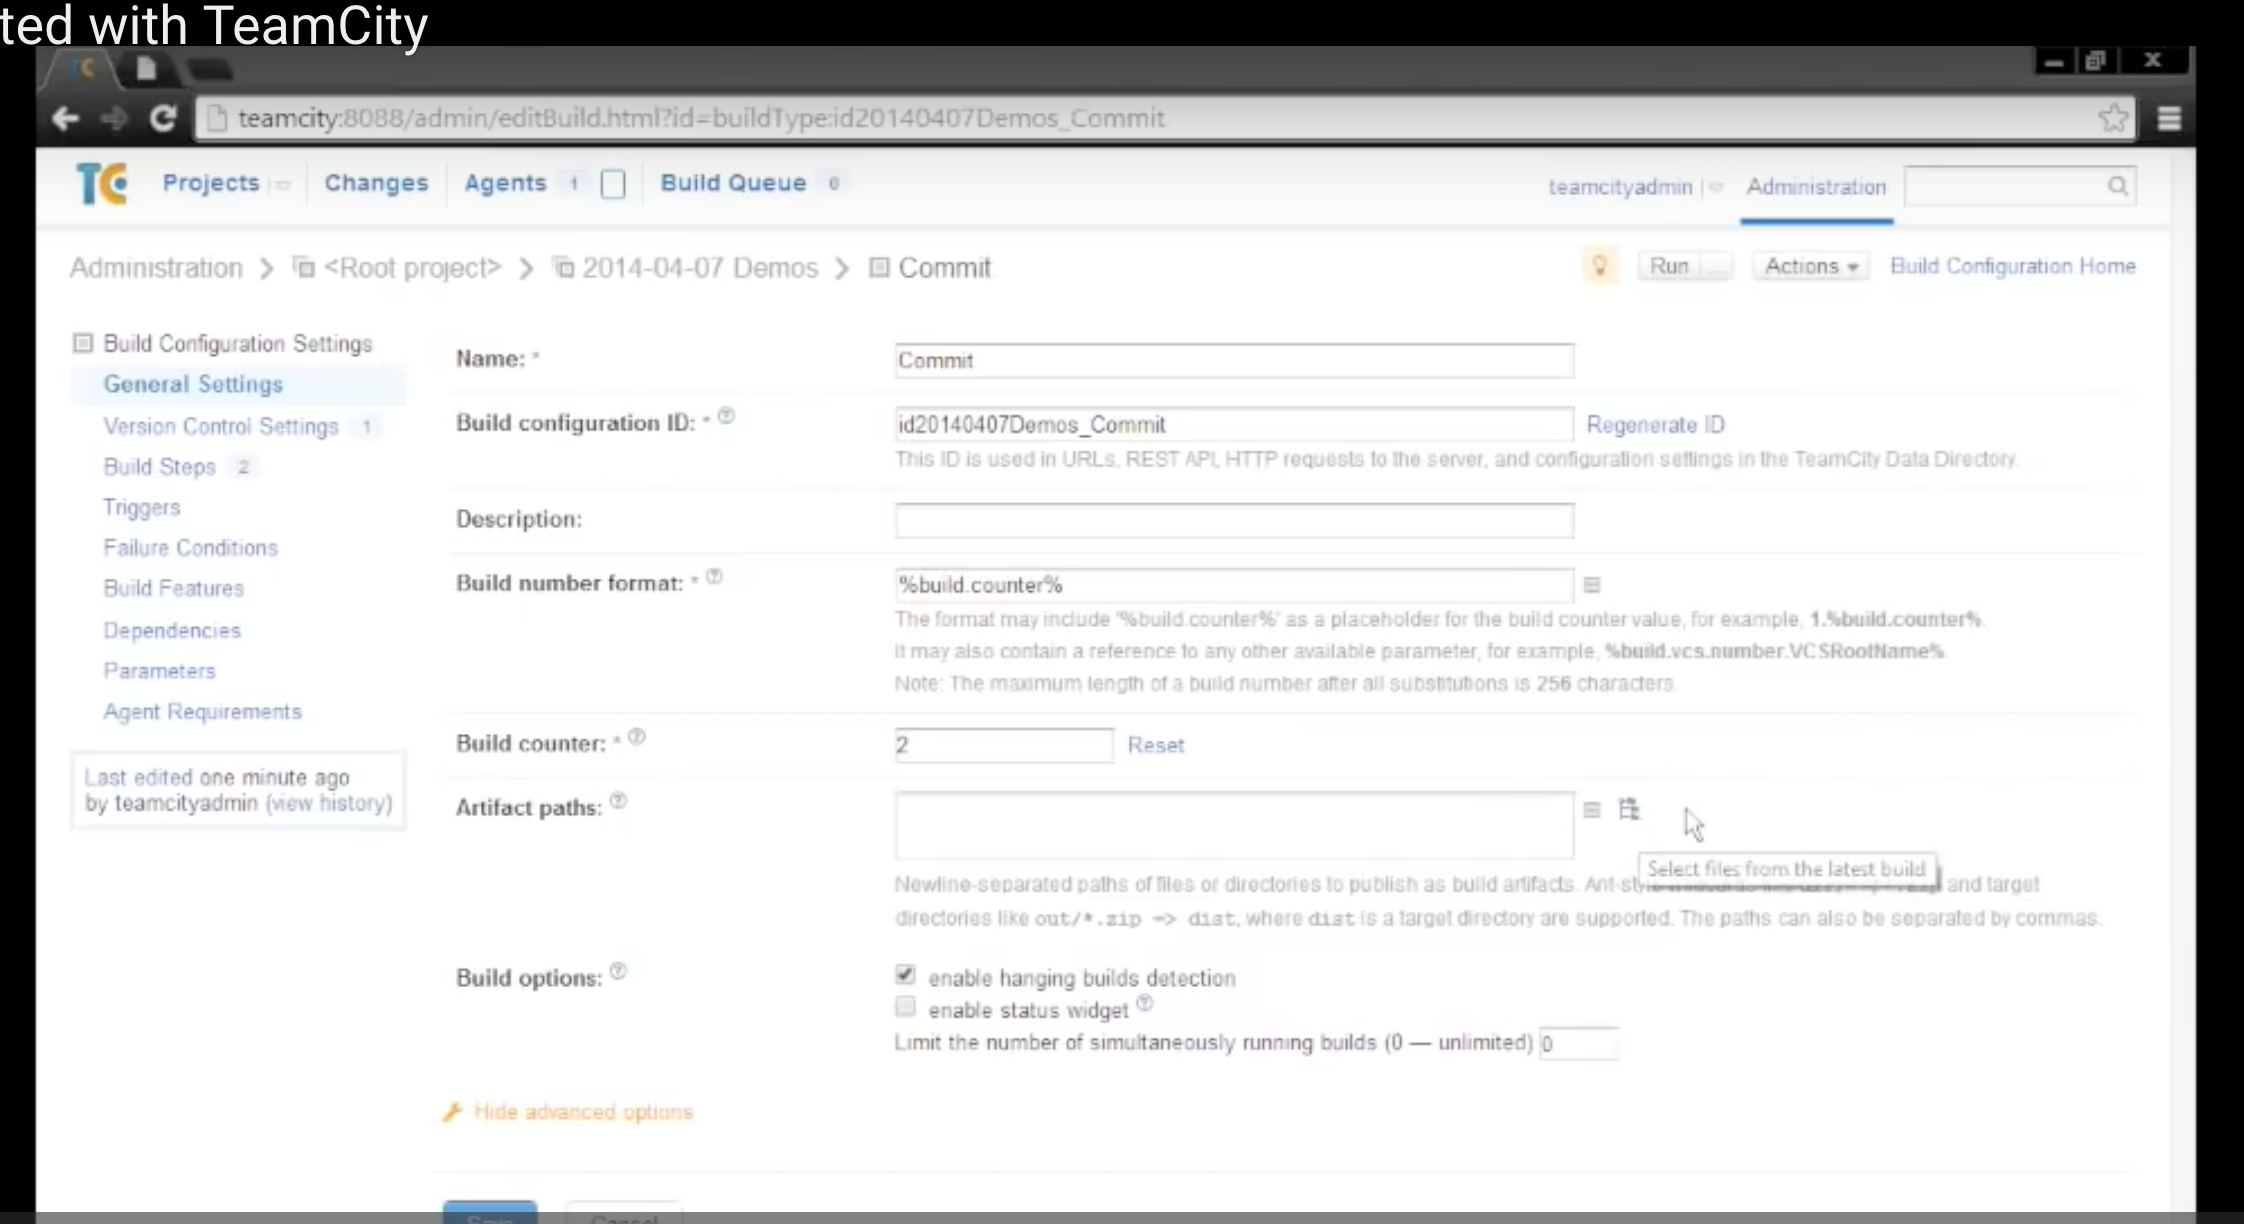 ted with TeamCity
teamcity:8088/admin/editBuild.html?id=buildType:id20140407Demos_Commit
TC Projects Changes Agents 1 Build Queue 0 teamcityadmin Administration
Administration > <Root project> > 2014-04-07 Demos > Commit Run ... Actions Build Configuration Home
Build Configuration Settings
General Settings
Version Control Settings 1
Build Steps 2
Triggers
Failure Conditions
Build Features
Dependencies
Parameters
Agent Requirements
Last edited one minute ago
by teamcityadmin (view history)
Name: * Commit
Build configuration ID: * id20140407Demos_Commit Regenerate ID
This ID is used in URLs, REST API, HTTP requests to the server, and configuration settings in the TeamCity Data Directory.
Description:
Build number format: * %build.counter%
The format may include '%build.counter%' as a placeholder for the build counter value, for example, 1.%build.counter%.
It may also contain a reference to any other available parameter, for example, %build.vcs.number.VCSRootName%.
Note: The maximum length of a build number after all substitutions is 256 characters.
Build counter: * 2 Reset
Artifact paths:
Select files from the latest build
Newline-separated paths of files or directories to publish as build artifacts. and target
directories like out/*.zip => dist, where dist is a target directory are supported. The paths can also be separated by commas.
Build options: enable hanging builds detection
enable status widget
Limit the number of simultaneously running builds (0 — unlimited) 0
Hide advanced options